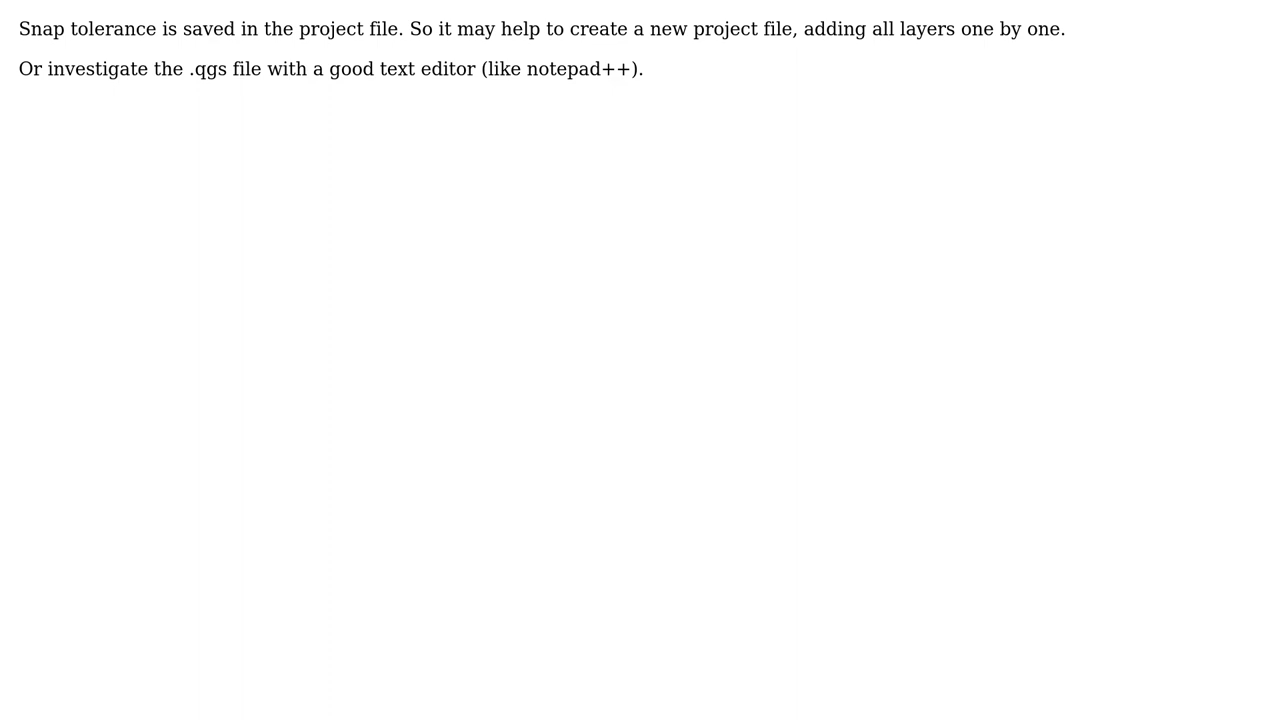 Snap tolerance is saved in the project file. So it may help to create a new project file, adding all layers one by one.
Or investigate the .qgs file with a good text editor (like notepad++).